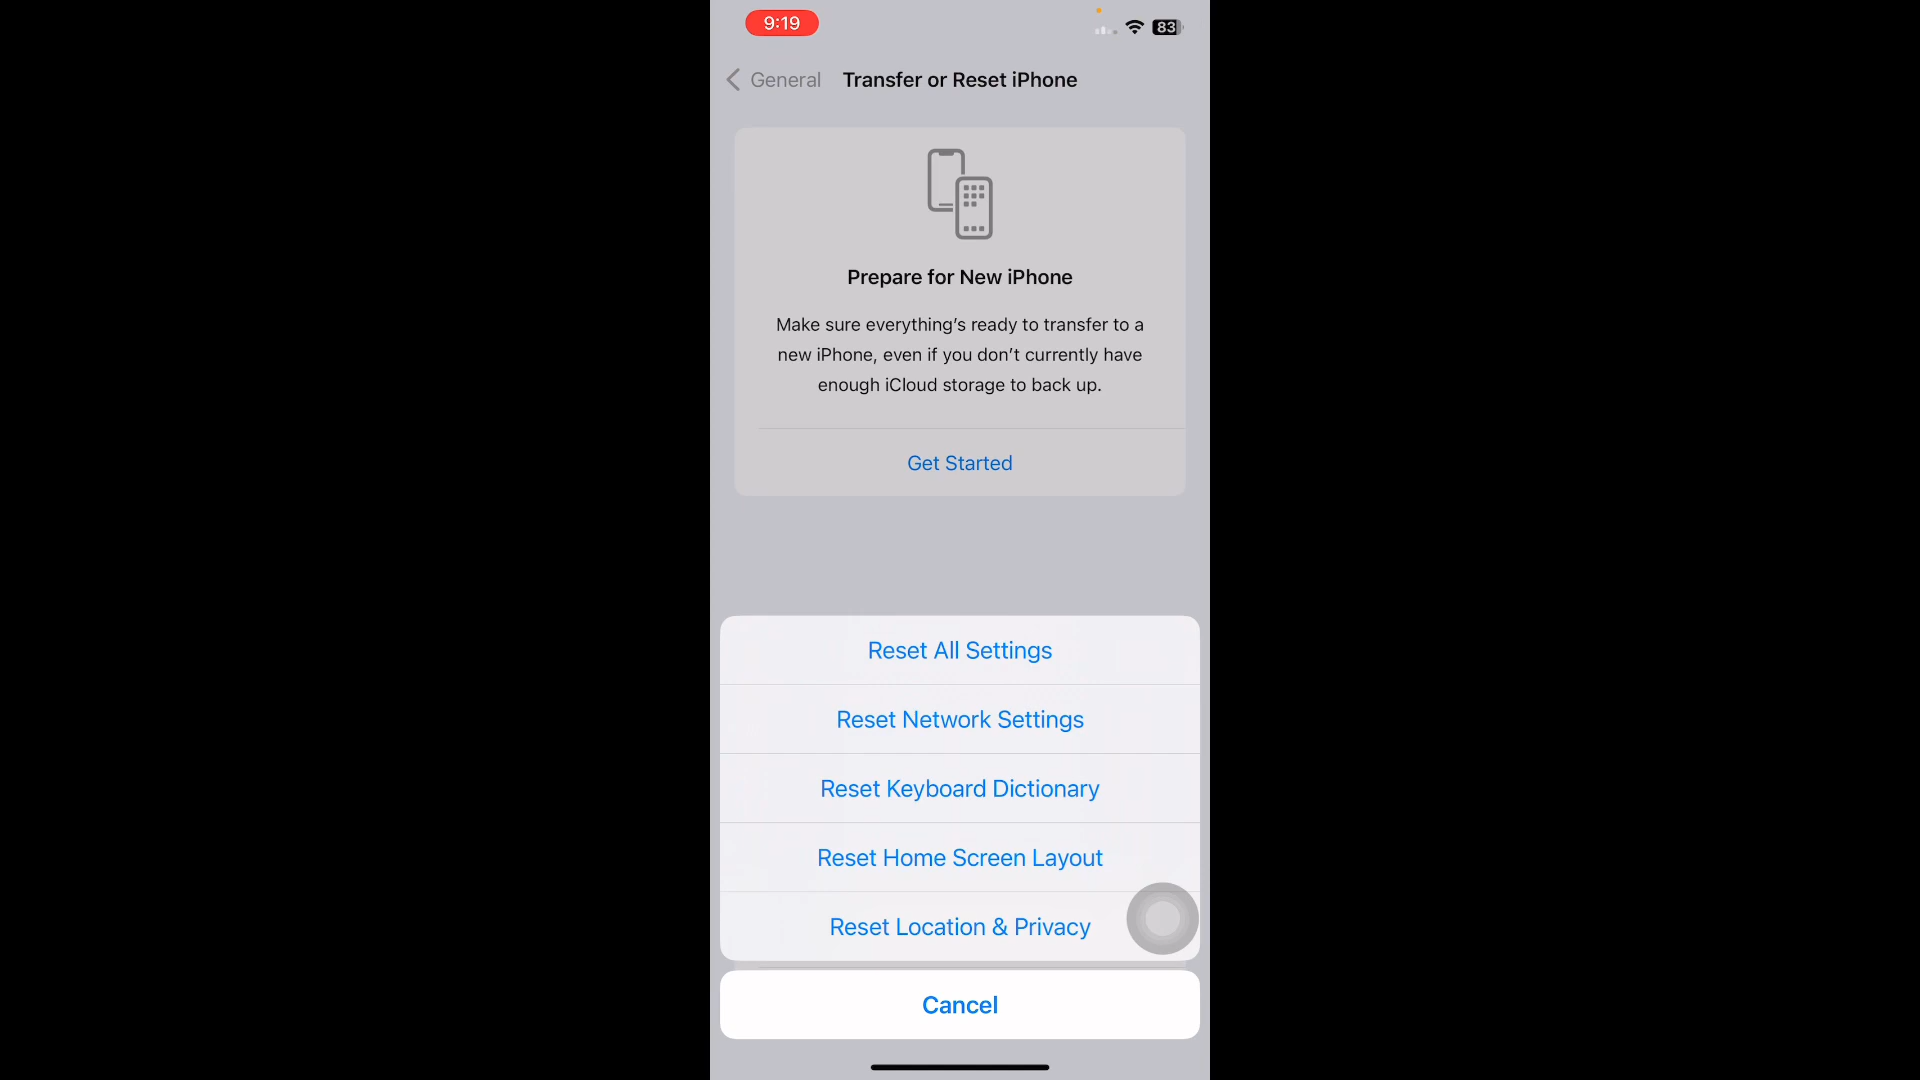 9:19
83
General
Transfer or Reset iPhone
Prepare for New iPhone
Make sure everything's ready to transfer to a
new iPhone, even if you don't currently have
enough iCloud storage to back up.
Get Started
Reset All Settings
Reset Network Settings
Reset Keyboard Dictionary
Reset Home Screen Layout
Reset Location & Privacy
Cancel